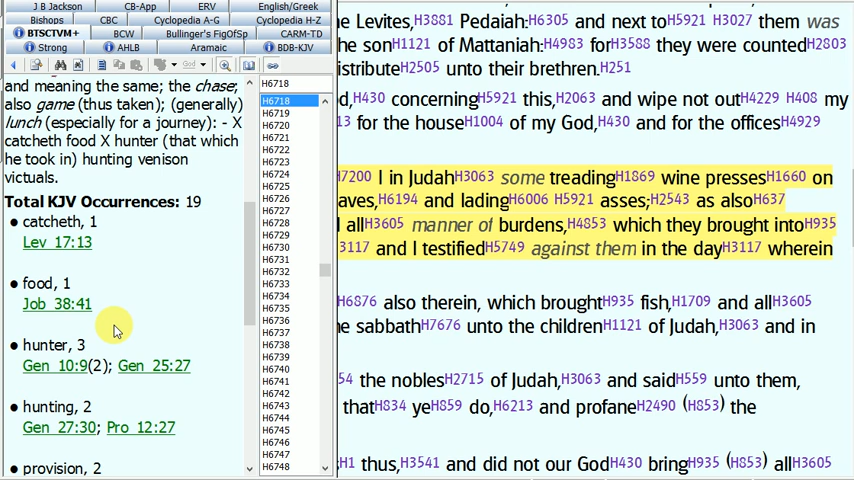 J B Jackson CB-App ERV English/Greek
Bishops CBC Cyclopedia A-G Cyclopedia H-Z
BTSCTVM+ BCW Bullinger's FigOfSp CARM-TD
Strong AHLB Aramaic BDB-KJV
H6718
and meaning the same; the chase;
also game (thus taken); (generally)
lunch (especially for a journey): - X
catcheth food X hunter (that which
he took in) hunting venison
victuals.
Total KJV Occurrences: 19
● catcheth, 1
Lev 17:13
● food, 1
Job 38:41
● hunter, 3
Gen 10:9(2); Gen 25:27
● hunting, 2
Gen 27:30; Pro 12:27
● provision, 2
H6718
H6719
H6720
H6721
H6722
H6723
H6724
H6725
H6726
H6727
H6728
H6729
H6730
H6731
H6732
H6733
H6734
H6735
H6736
H6737
H6738
H6739
H6740
H6741
H6742
H6743
H6744
H6745
H6746
H6747
H6748
e Levites,H3881 Pedaiah:H6305 and next toH5921 H3027 them was
he sonH1121 of Mattaniah:H4983 forH3588 they were countedH2803
istributeH2505 unto their brethren.H251
d,H430 concerningH5921 this,H2063 and wipe not outH4229 H408 my
13 for the houseH1004 of my God,H430 and for the officesH4929
H7200 I in JudahH3063 some treadingH1869 wine pressesH1660 on
aves,H6194 and ladingH6006 H5921 asses;H2543 as alsoH637
allH3605 manner of burdens,H4853 which they brought intoH935
3117 and I testifiedH5749 against them in the dayH3117 wherein
H6876 also therein, which broughtH935 fish,H1709 and allH3605
e sabbathH7676 unto the childrenH1121 of Judah,H3063 and in
54 the noblesH2715 of Judah,H3063 and saidH559 unto them,
thatH834 yeH859 do,H6213 and profaneH2490 (H853) the
H1 thus,H3541 and did not our GodH430 bringH935 (H853) allH3605